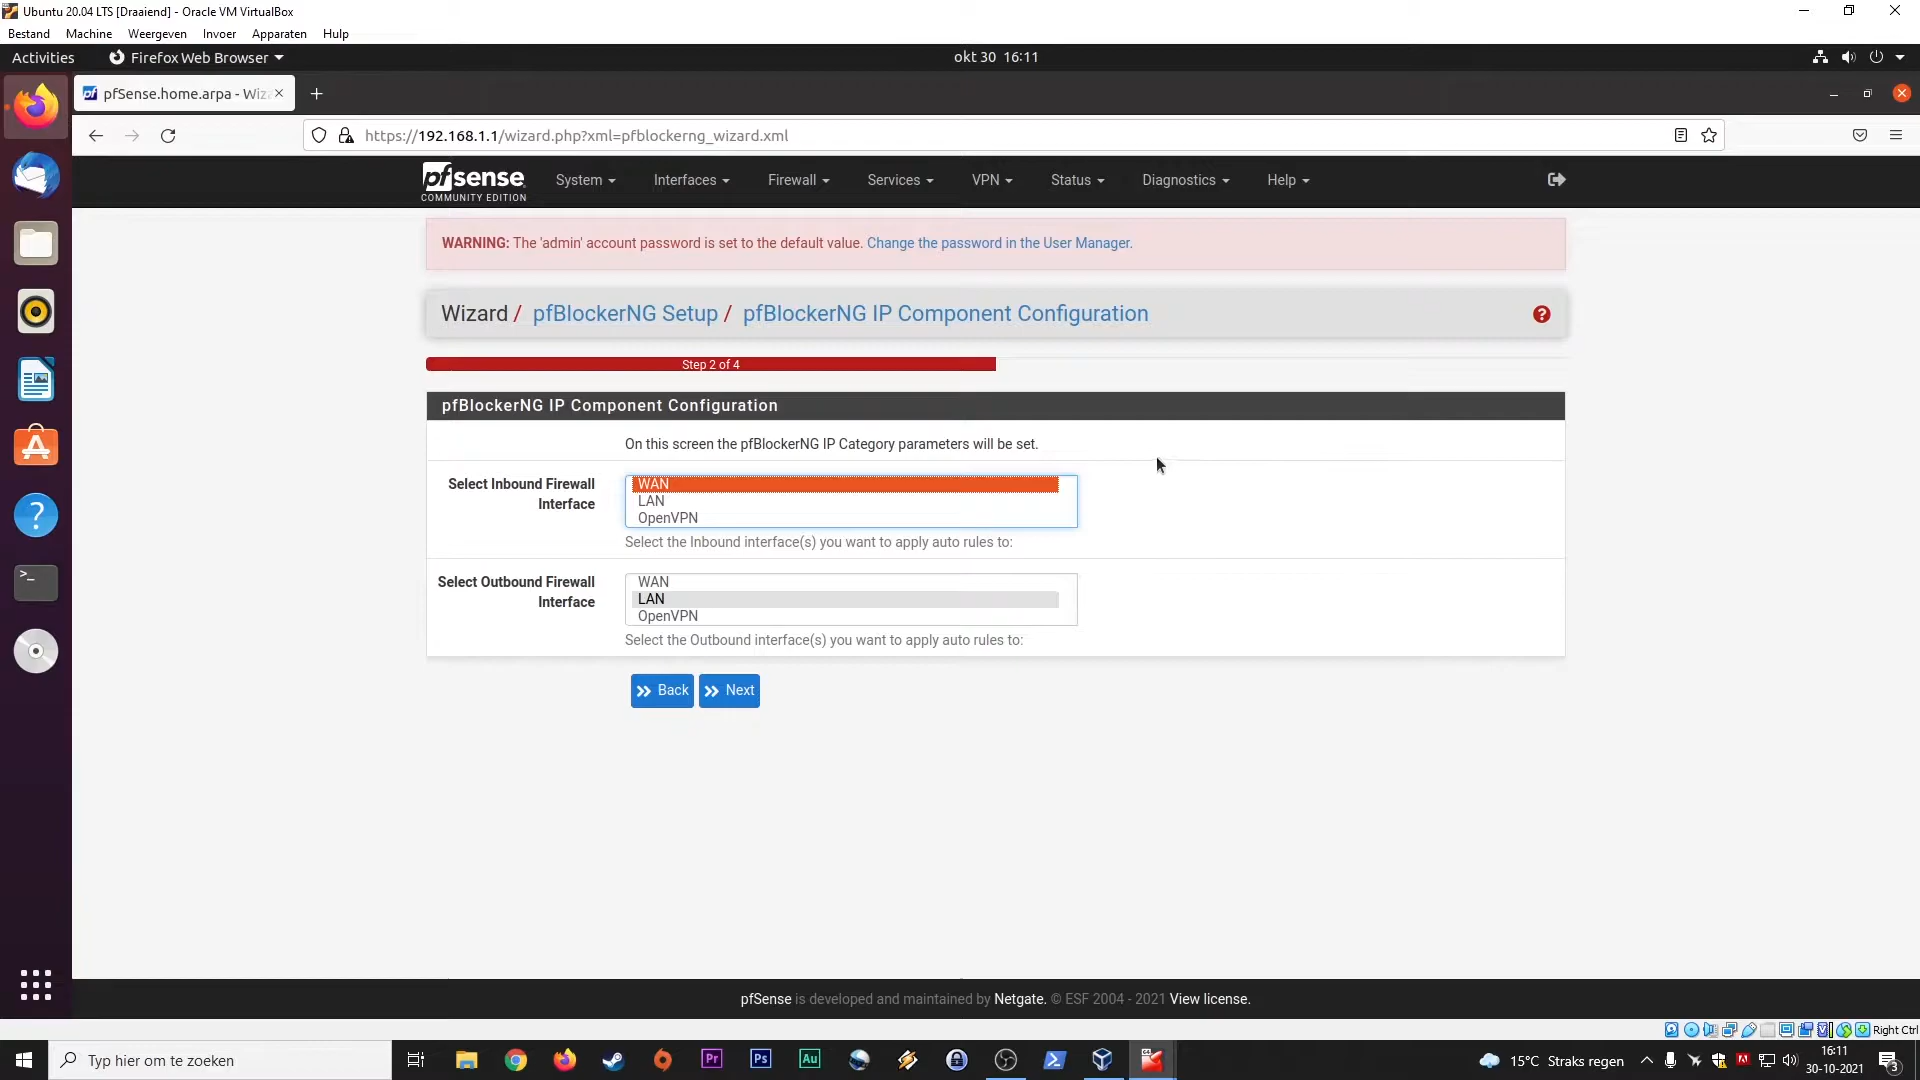 Ubuntu 20.04 LTS [Draaiend] - Oracle VM VirtualBox
Bestand Machine Weergeven Invoer Apparaten Hulp
Activities Firefox Web Browser okt 30 16:11
pfSense.home.arpa - Wiz
https://192.168.1.1/wizard.php?xml=pfblockerng_wizard.xml
pfsense COMMUNITY EDITION System Interfaces Firewall Services VPN Status Diagnostics Help
WARNING: The 'admin' account password is set to the default value. Change the password in the User Manager.
Wizard / pfBlockerNG Setup / pfBlockerNG IP Component Configuration
Step 2 of 4
pfBlockerNG IP Component Configuration
On this screen the pfBlockerNG IP Category parameters will be set.
Select Inbound Firewall Interface
WAN
LAN
OpenVPN
Select the Inbound interface(s) you want to apply auto rules to:
Select Outbound Firewall Interface
WAN
LAN
OpenVPN
Select the Outbound interface(s) you want to apply auto rules to:
Back Next
pfSense is developed and maintained by Netgate. © ESF 2004 - 2021 View license.
Right Ctrl
Typ hier om te zoeken
Pr Ps Au
15°C Straks regen
16:11
30-10-2021
3